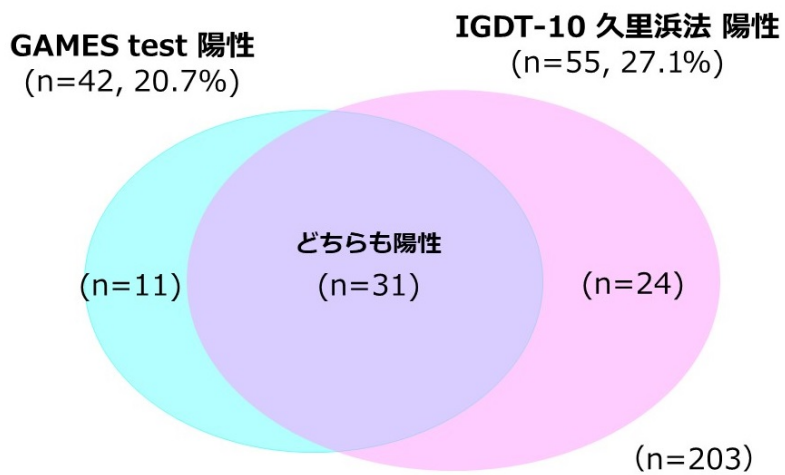 GAMES test 陽性
(n=42, 20.7%)
IGDT-10 久里浜法 陽性
(n=55, 27.1%)
どちらも陽性
(n=11)
(n=31)
(n=24)
(n=203)